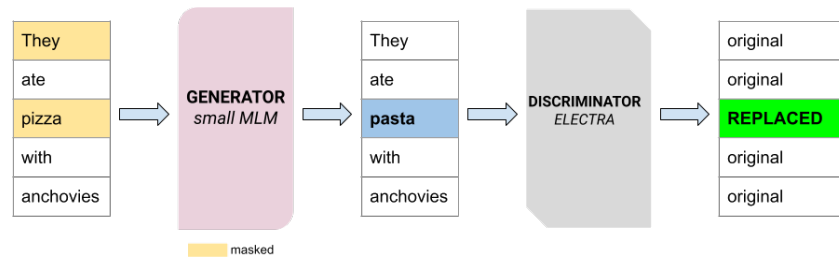 They
ate
pizza
with
anchovies
GENERATOR
small MLM
They
ate
pasta
with
anchovies
DISCRIMINATOR
ELECTRA
original
original
REPLACED
original
original
masked